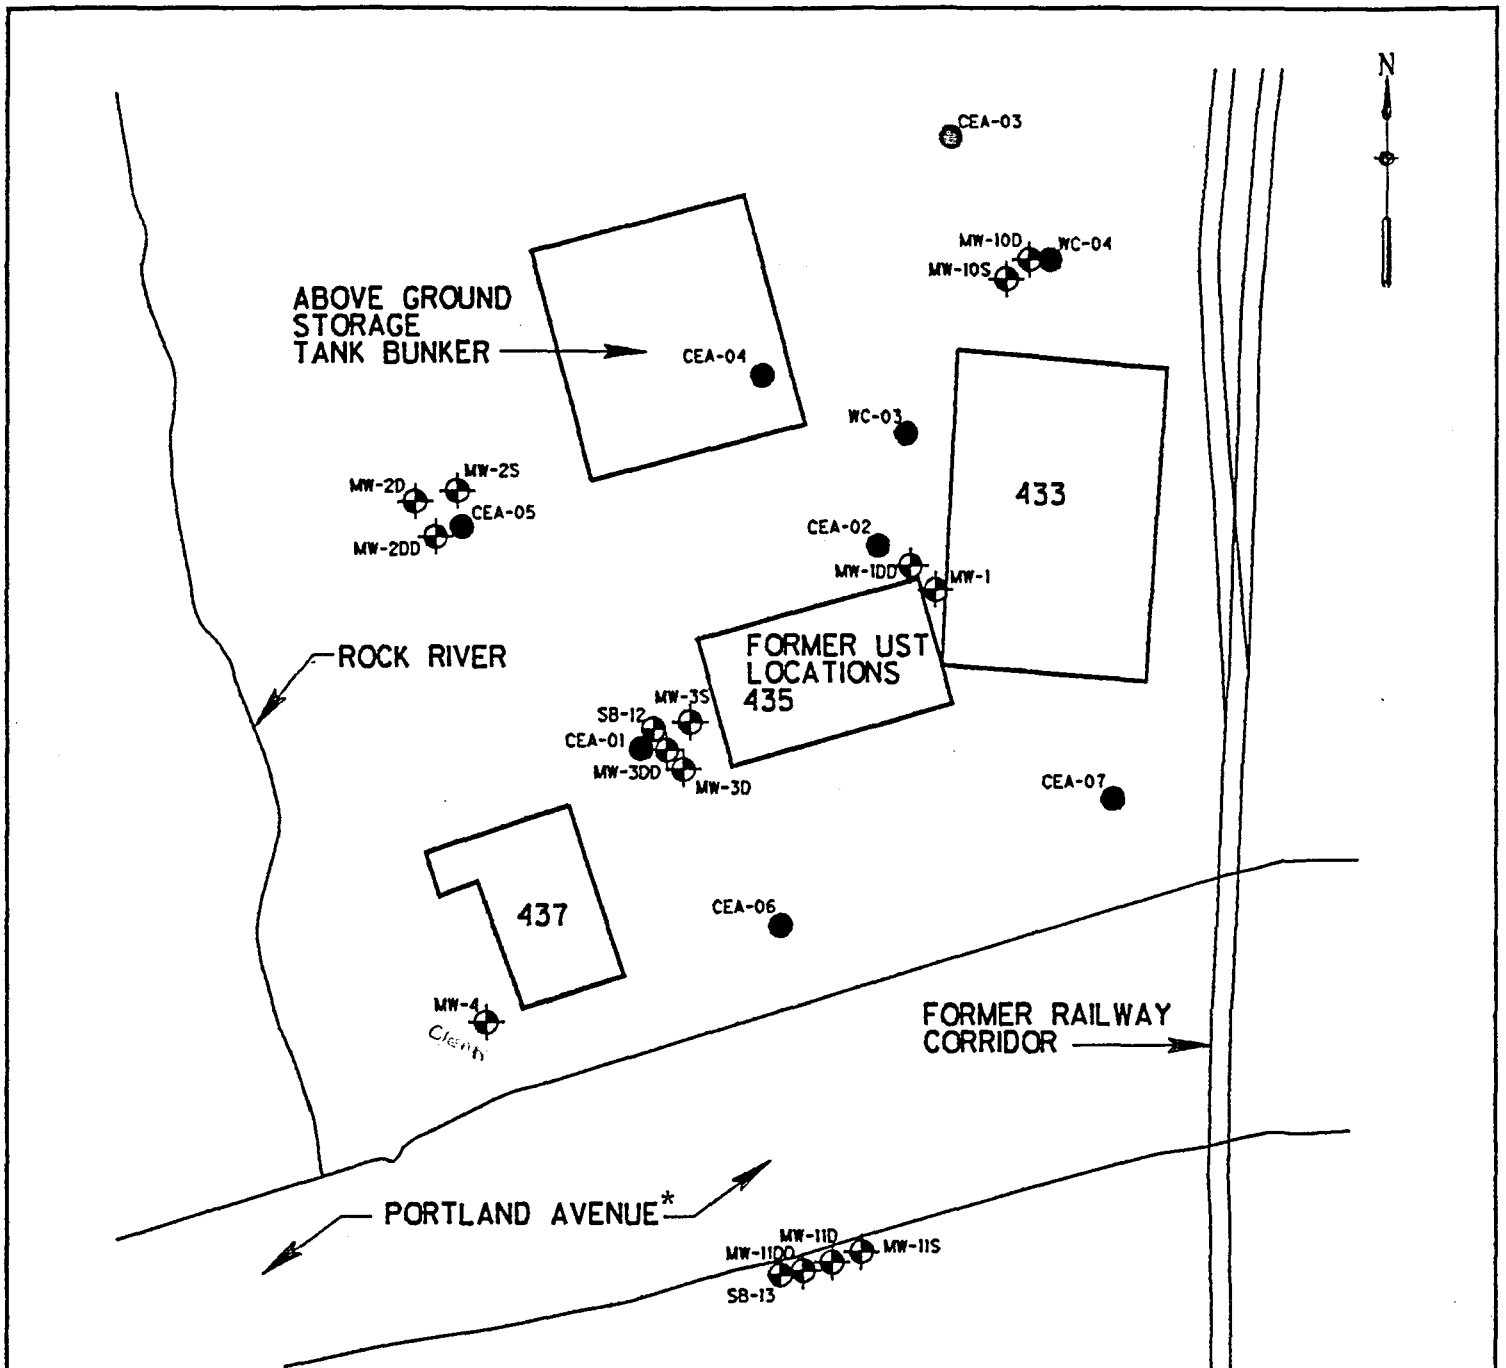 N
CEA-03
MW-10D
WC-04
MW-10S
ABOVE GROUND
STORAGE
TANK BUNKER
CEA-04
WC-03
433
MW-2S
MW-2D
CEA-05
MW-2DD
CEA-02
MW-1DD
MW-1
FORMER UST
LOCATIONS
435
ROCK RIVER
MW-3S
SB-12
CEA-01
MW-3DD
MW-3D
CEA-07
437
CEA-06
MW-4
Clean
FORMER RAILWAY
CORRIDOR
PORTLAND AVENUE*
MW-11D
MW-11S
MW-11DD
SB-13